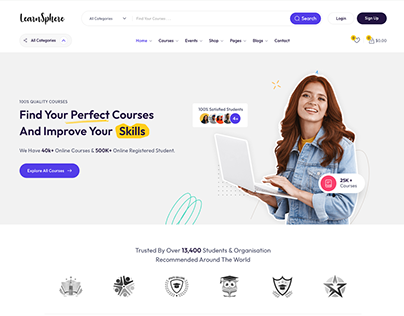 LearnSphere
All Categories
Find Your Course . . .
Search
Login
Sign Up
All Categories
Home
Courses
Events
Shop
Pages
Blogs
Contact
0
0
$0.00
100% QUALITY COURSES
Find Your Perfect Courses
And Improve Your Skills
We Have 40k+ Online Courses & 500K+ Online Registered Student.
Explore All Courses
100% Satisfied Students
4+
25K+
Courses
Trusted By Over 13,400 Students & Organisation
Recommended Around The World